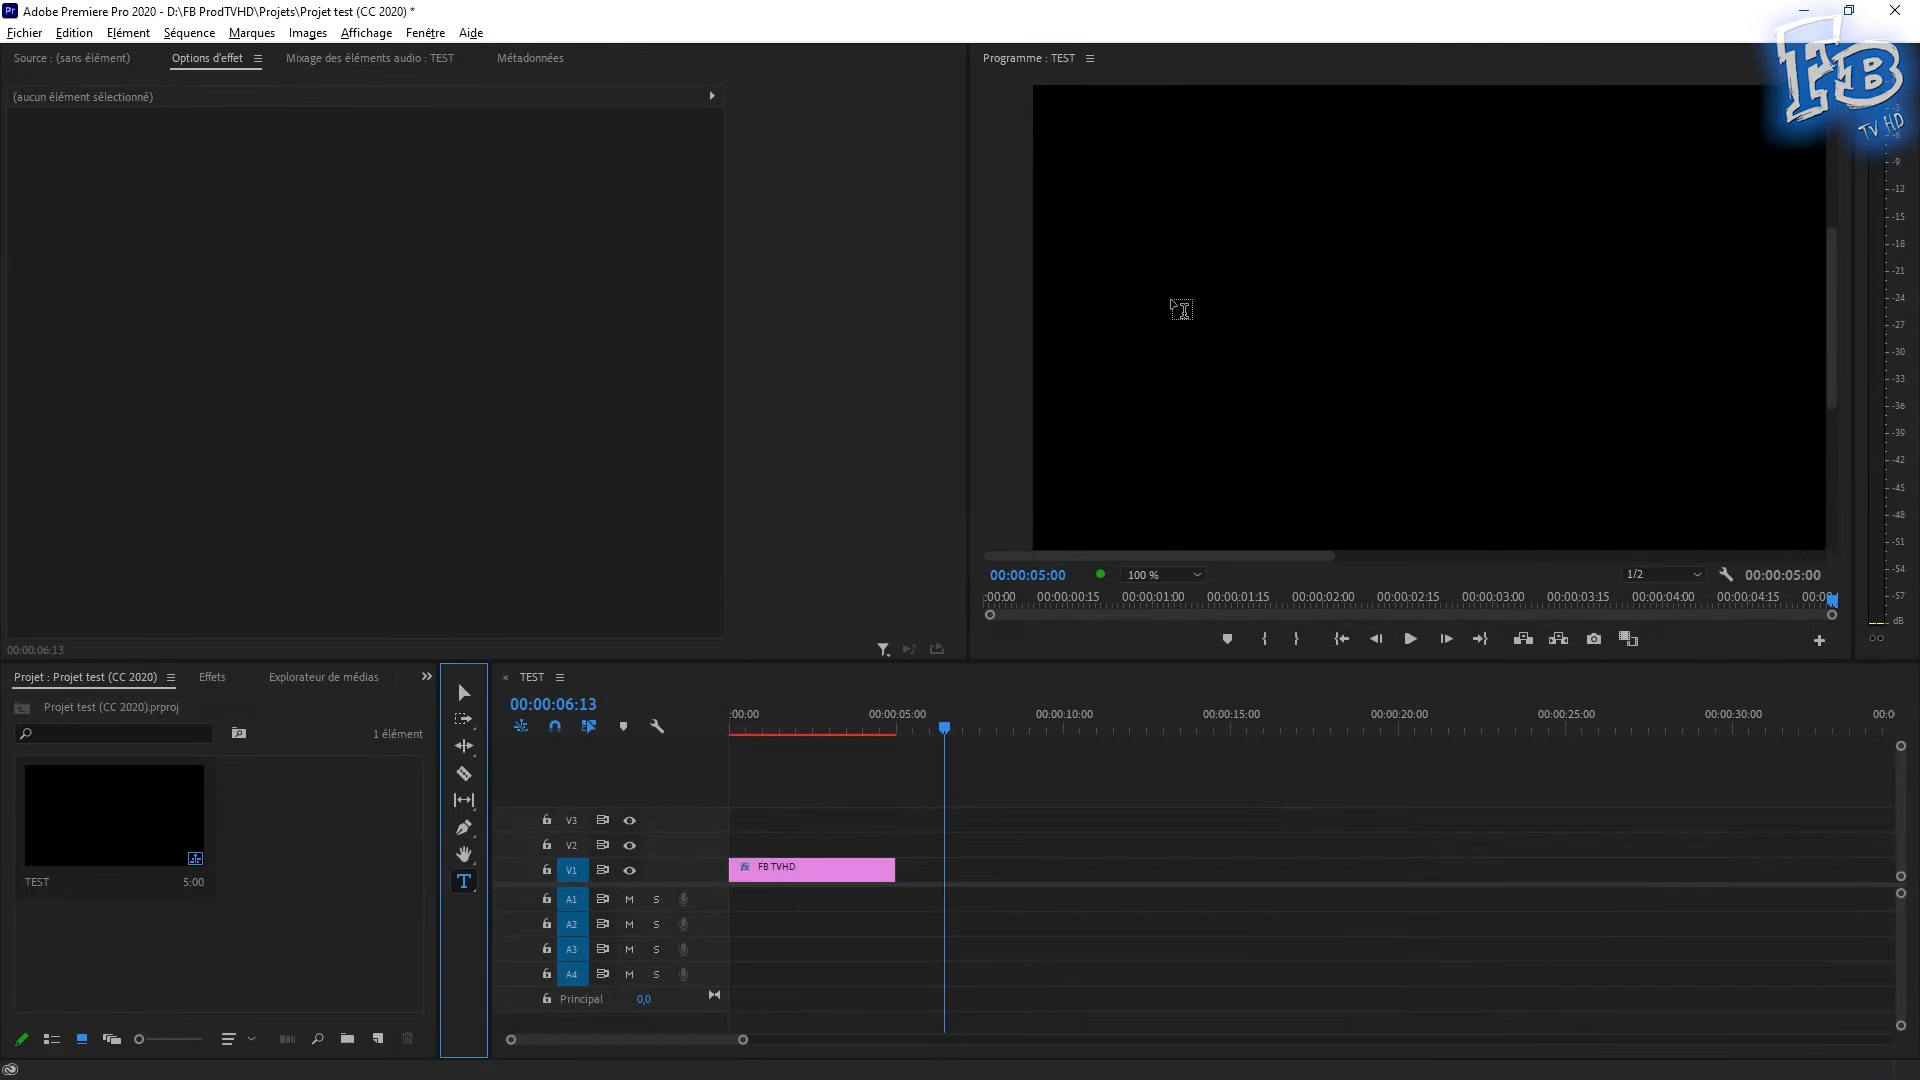 Adobe Premiere Pro 2020 - D:\FB ProdTVHD\Projets\Projet test (CC 2020) *
Fichier Edition Elément Séquence Marques Images Affichage Fenêtre Aide
Source : (sans élément) Options d'effet Mixage des éléments audio : TEST Métadonnées
Programme : TEST
FB
TV HD
(aucun élément sélectionné)
-3
-6
-9
-12
-15
-18
-21
-24
-27
-30
-33
-36
-39
-42
-45
-48
-51
-54
-57
dB
00:00:05:00 100 % 1/2 00:00:05:00
:00:00 00:00:00:15 00:00:01:00 00:00:01:15 00:00:02:00 00:00:02:15 00:00:03:00 00:00:03:15 00:00:04:00 00:00:04:15 00:00
00:00:06:13
Projet : Projet test (CC 2020) Effets Explorateur de médias
Projet test (CC 2020).prproj
1 élément
TEST 5:00
TEST
00:00:06:13
:00:00 00:00:05:00 00:00:10:00 00:00:15:00 00:00:20:00 00:00:25:00 00:00:30:00 00:0
V3
V2
V1 FB TVHD
A1 M S
A2 M S
A3 M S
A4 M S
Principal 0,0